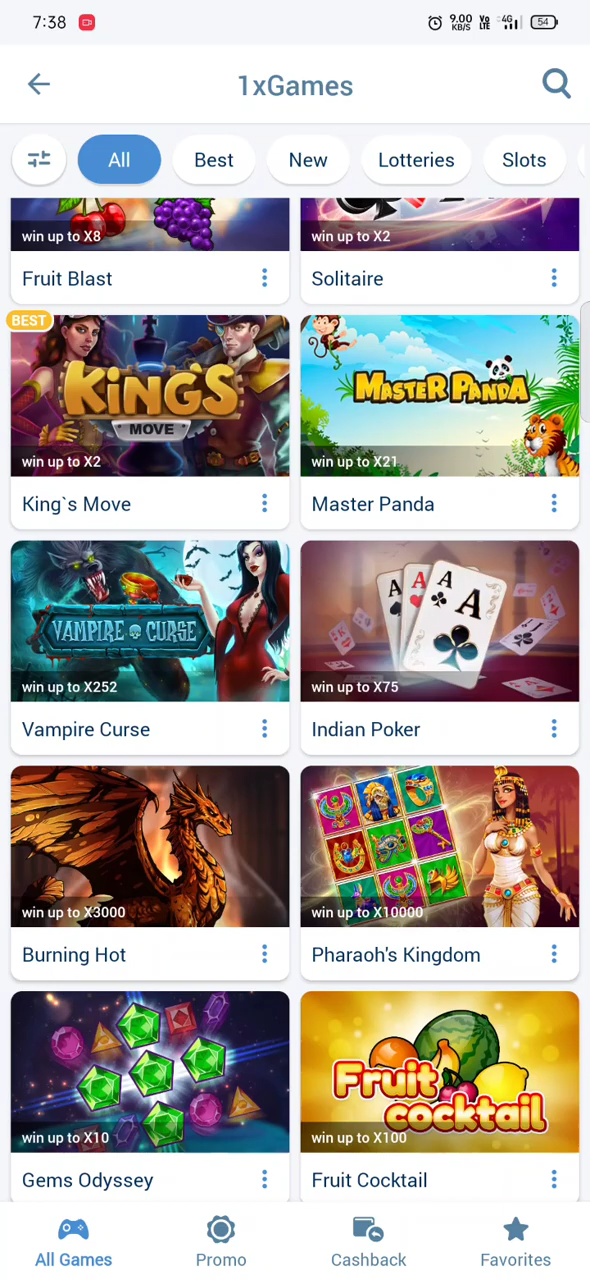 7:38
9.00 KB/S
Vo LTE
4G
54
1xGames
All
Best
New
Lotteries
Slots
win up to X8
win up to X2
Fruit Blast
Solitaire
BEST
KiNG'S
MOVE
MASTER PANDA
win up to X2
win up to X21
King`s Move
Master Panda
VAMPIRE CURSE
A
A
A
A
win up to X252
win up to X75
Vampire Curse
Indian Poker
win up to X3000
win up to X10000
Burning Hot
Pharaoh's Kingdom
Fruit
cocktail
win up to X10
win up to X100
Gems Odyssey
Fruit Cocktail
All Games
Promo
Cashback
Favorites